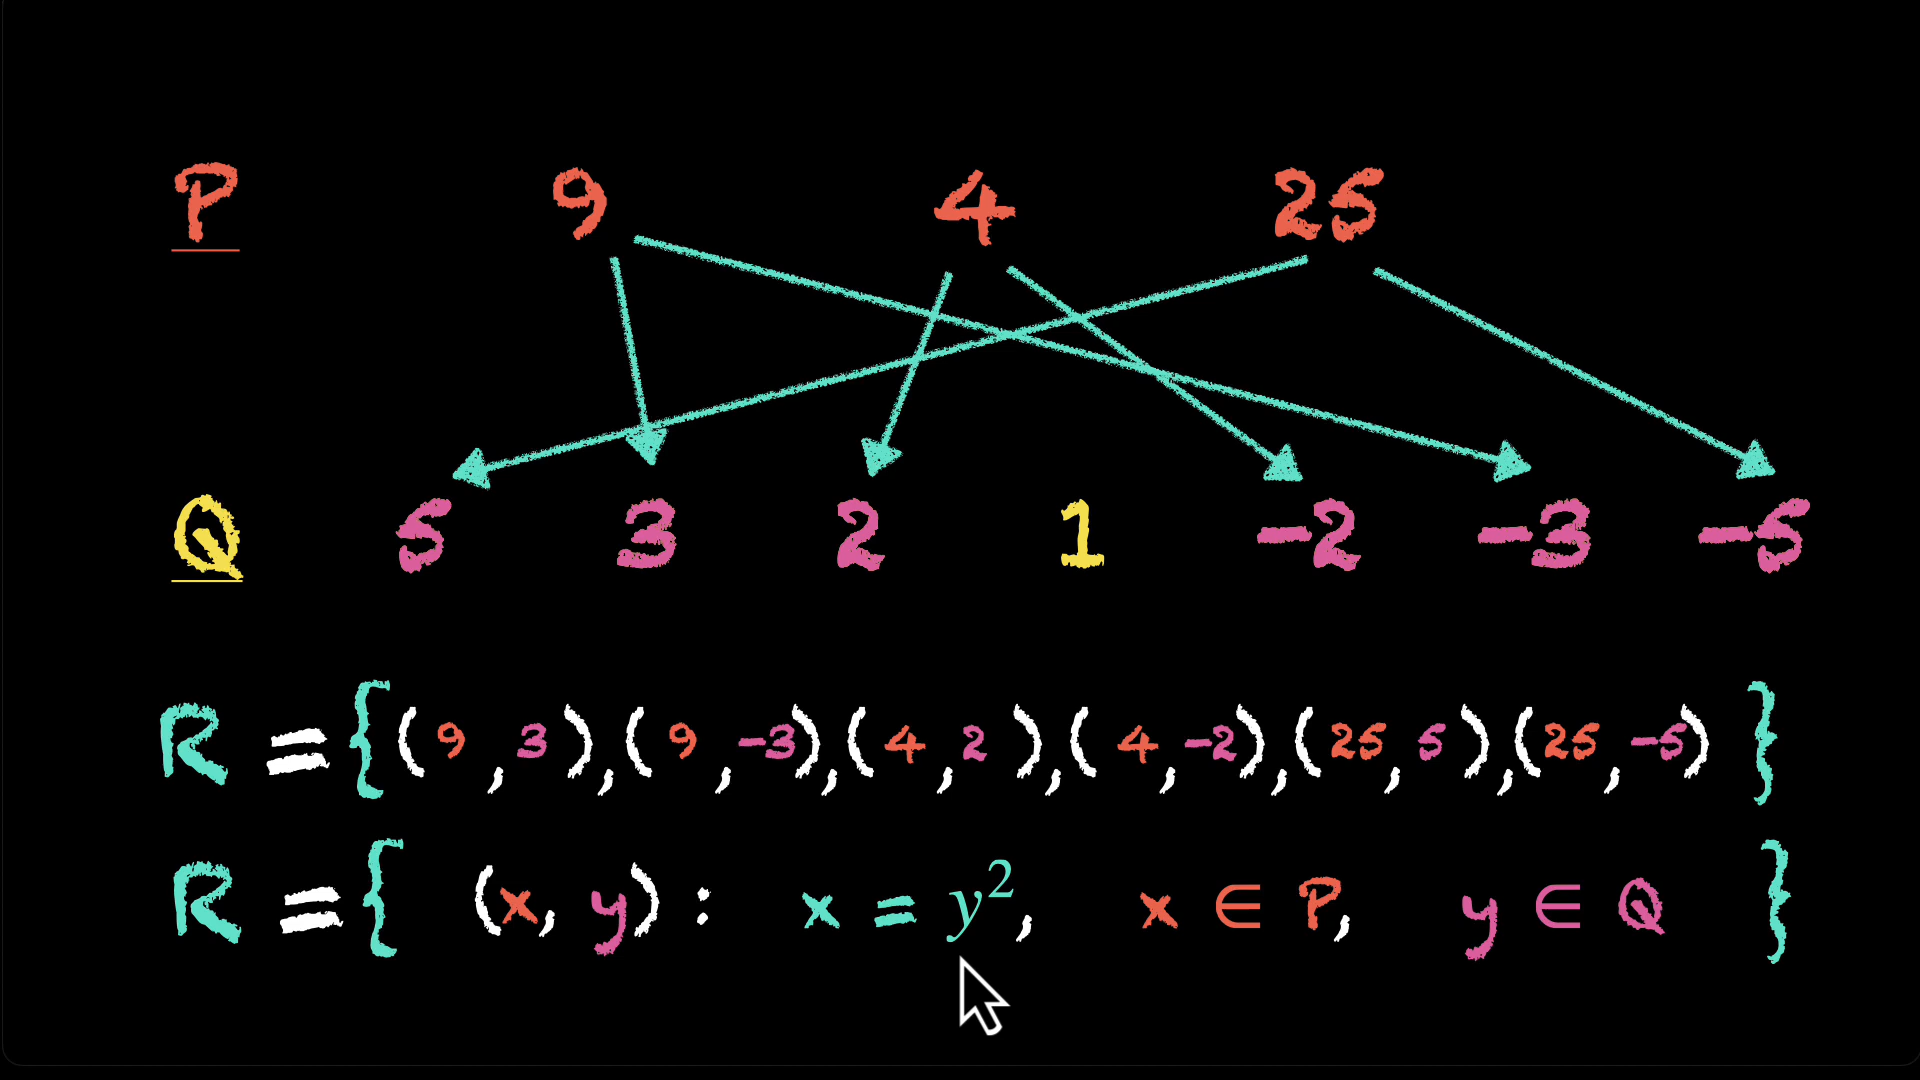 P 9 4 25
Q 5 3 2 1 -2 -3 -5
R = { ( 9 , 3 ) , ( 9 , -3 ) , ( 4 , 2 ) , ( 4 , -2 ) , ( 25 , 5 ) , ( 25 , -5 ) }
R = { (x, y) : x = y², x ∈ P, y ∈ Q }